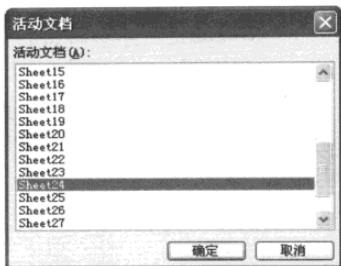 活动文档
活动文档(A):
Sheet15
Sheet16
Sheet17
Sheet18
Sheet19
Sheet20
Sheet21
Sheet22
Sheet23
Sheet24
Sheet25
Sheet26
Sheet27
确定 取消